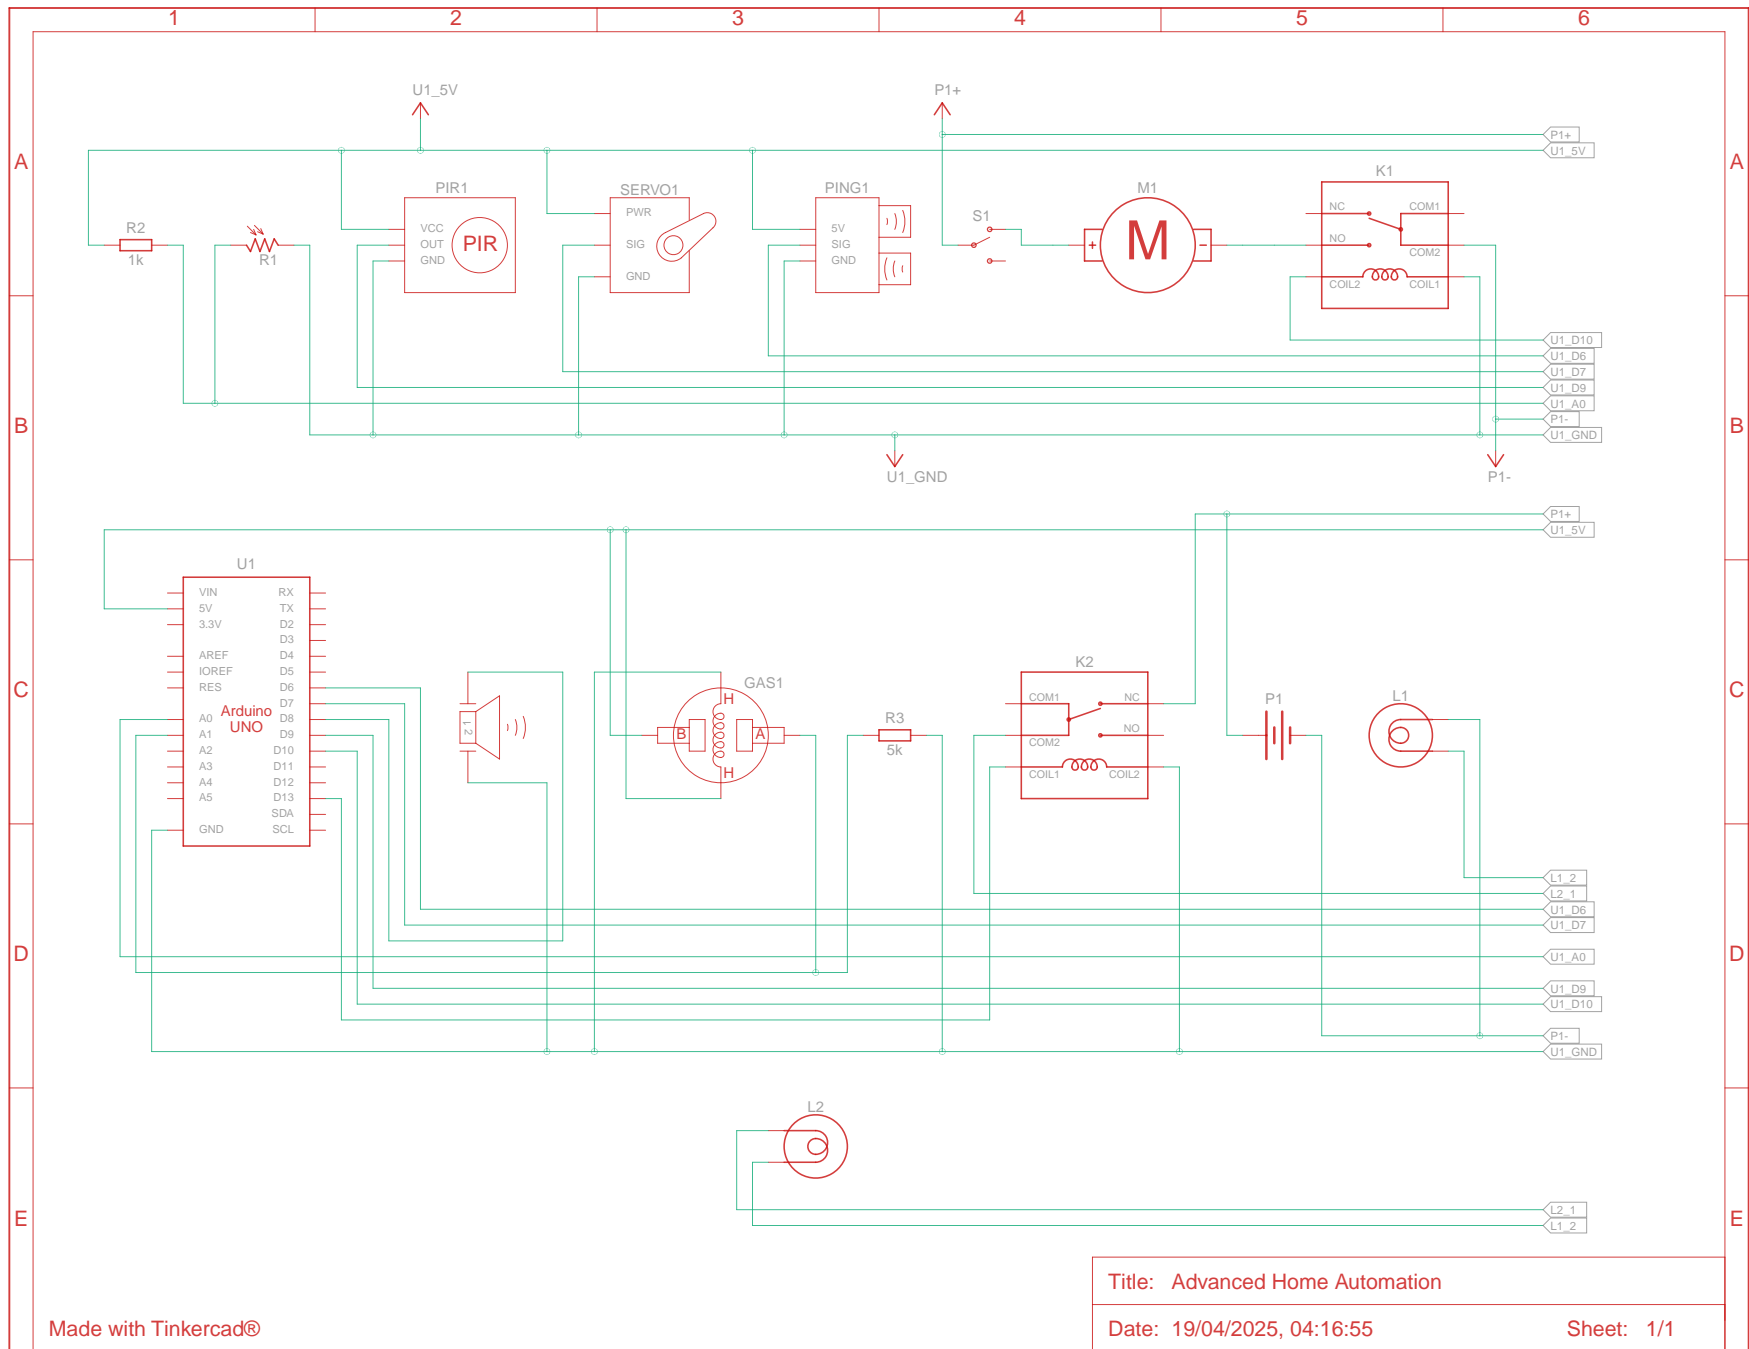 1 2 3 4 5 6
U1_5V P1+
P1+
U1_5V
A A
PIR1 SERVO1 PING1 M1 K1
R2
1k
R1
VCC
OUT
GND
PIR
PWR
SIG
GND
5V
SIG
GND
S1
+ M -
NC COM1
NO COM2
COIL2 COIL1
U1_D10
U1_D6
U1_D7
U1_D9
U1_A0
P1-
U1_GND
B B
U1_GND P1-
P1+
U1_5V
U1
VIN RX
5V TX
3.3V D2
D3
AREF D4
IOREF D5
RES D6
D7
A0 D8
A1 D9
A2 D10
A3 D11
A4 D12
A5 D13
SDA
GND SCL
Arduino
UNO
C C
1 2
GAS1
H
B A
H
R3
5k
K2
COM1 NC
COM2 NO
COIL1 COIL2
P1
L1
L1_2
L2_1
U1_D6
U1_D7
U1_A0
U1_D9
U1_D10
P1-
U1_GND
D D
L2
L2_1
L1_2
E E
Title: Advanced Home Automation
Made with Tinkercad®
Date: 19/04/2025, 04:16:55 Sheet: 1/1